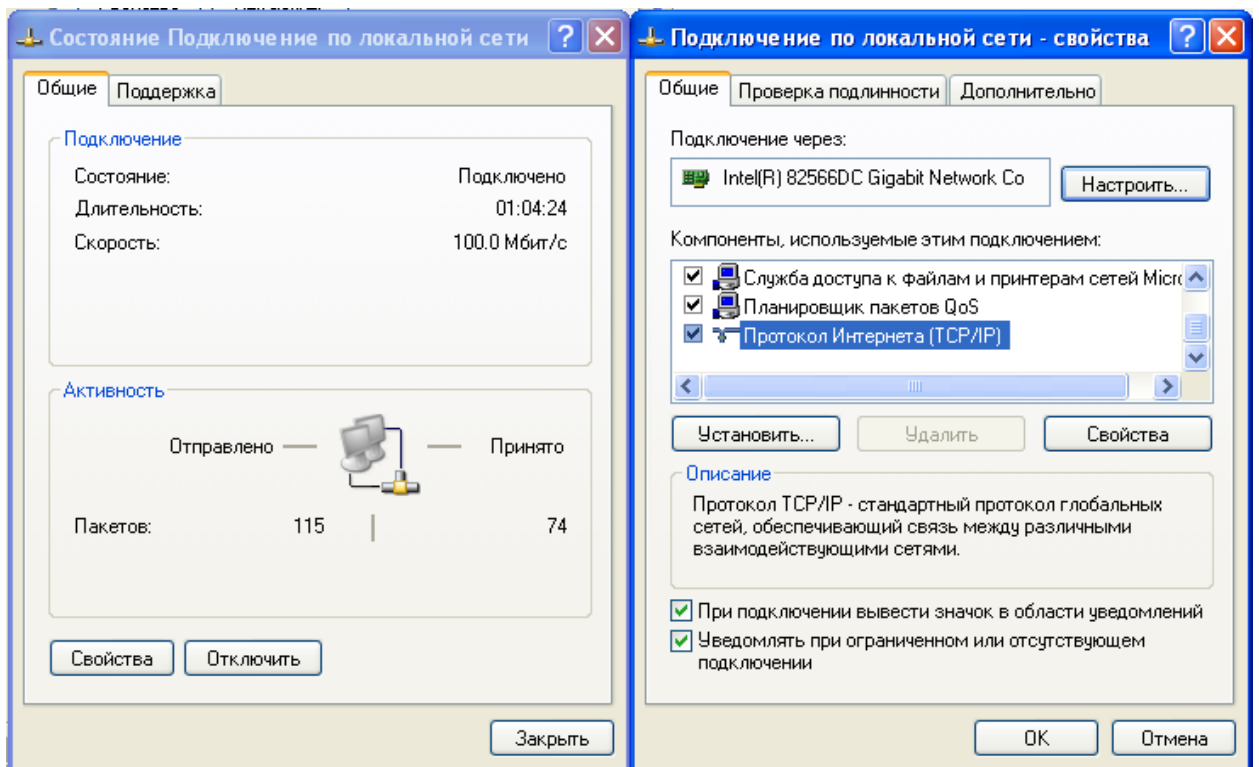 Состояние Подключение по локальной сети
Общие
Поддержка
Подключение
Состояние: Подключено
Длительность: 01:04:24
Скорость: 100.0 Мбит/с
Активность
Отправлено — — Принято
Пакетов: 115 74
Свойства
Отключить
Закрыть
Подключение по локальной сети - свойства
Общие
Проверка подлинности
Дополнительно
Подключение через:
Intel(R) 82566DC Gigabit Network Co
Настроить...
Компоненты, используемые этим подключением:
Служба доступа к файлам и принтерам сетей Micro
Планировщик пакетов QoS
Протокол Интернета (TCP/IP)
Установить...
Удалить
Свойства
Описание
Протокол TCP/IP - стандартный протокол глобальных
сетей, обеспечивающий связь между различными
взаимодействующими сетями.
При подключении вывести значок в области уведомлений
Уведомлять при ограниченном или отсутствующем
подключении
OK
Отмена